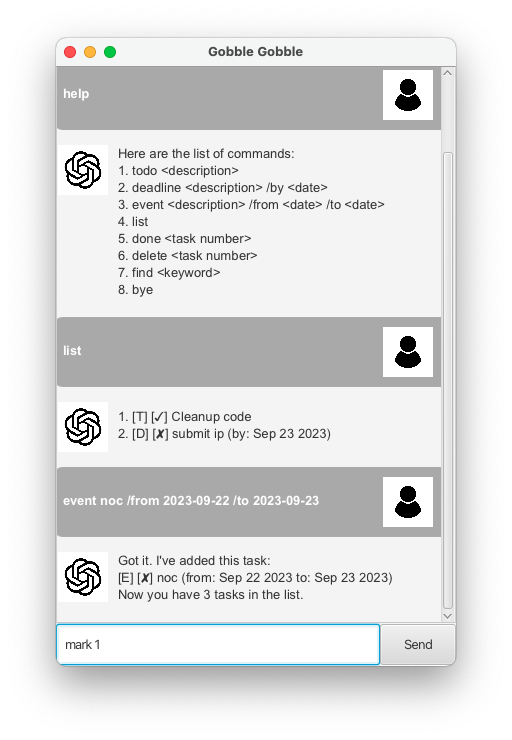 Gobble Gobble
help
Here are the list of commands:
1. todo <description>
2. deadline <description> /by <date>
3. event <description> /from <date> /to <date>
4. list
5. done <task number>
6. delete <task number>
7. find <keyword>
8. bye
list
1. [T] [✓] Cleanup code
2. [D] [✘] submit ip (by: Sep 23 2023)
event noc /from 2023-09-22 /to 2023-09-23
Got it. I've added this task:
[E] [✘] noc (from: Sep 22 2023 to: Sep 23 2023)
Now you have 3 tasks in the list.
mark 1
Send